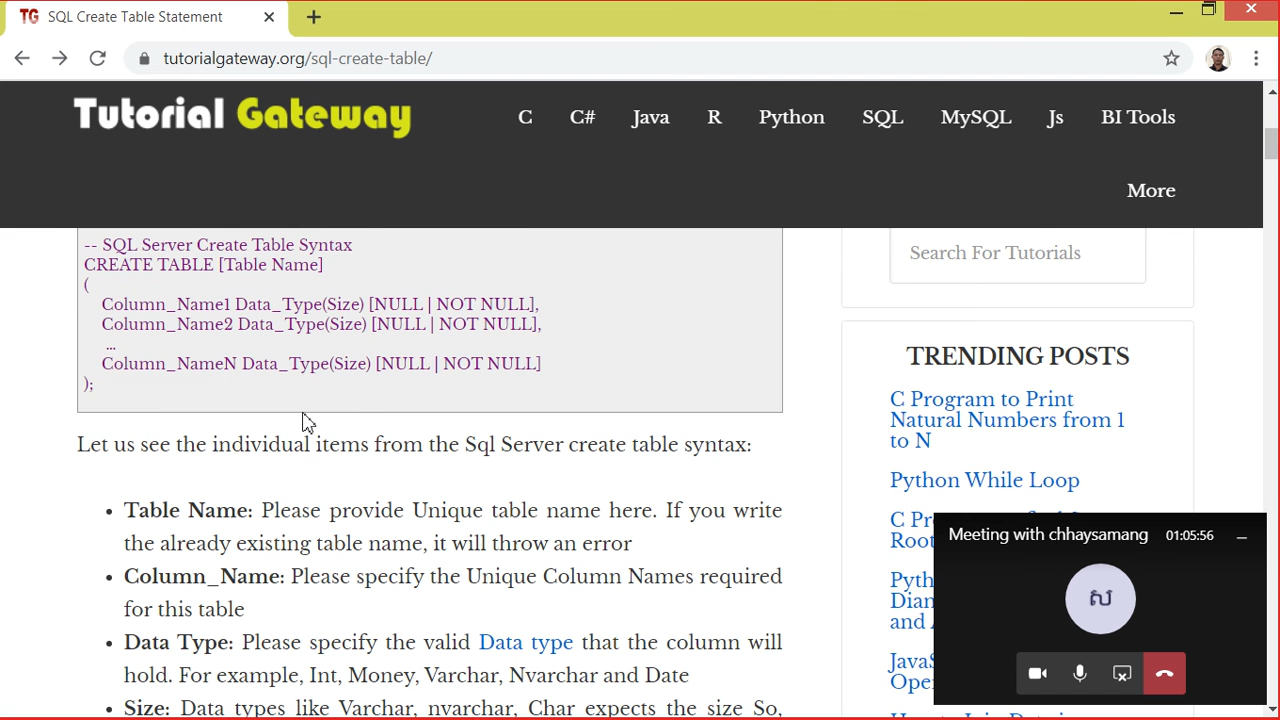 SQL Create Table Statement
tutorialgateway.org/sql-create-table/
Tutorial Gateway
C C# Java R Python SQL MySQL Js BI Tools
More
-- SQL Server Create Table Syntax
CREATE TABLE [Table Name]
(
Column_Name1 Data_Type(Size) [NULL | NOT NULL],
Column_Name2 Data_Type(Size) [NULL | NOT NULL],
…
Column_NameN Data_Type(Size) [NULL | NOT NULL]
);
Let us see the individual items from the Sql Server create table syntax:
• Table Name: Please provide Unique table name here. If you write
the already existing table name, it will throw an error
• Column_Name: Please specify the Unique Column Names required
for this table
• Data Type: Please specify the valid Data type that the column will
hold. For example, Int, Money, Varchar, Nvarchar and Date
• Size: Data types like Varchar, nvarchar, Char expects the size So,
Search For Tutorials
TRENDING POSTS
C Program to Print
Natural Numbers from 1
to N
Python While Loop
Meeting with chhaysamang 01:05:56
ស